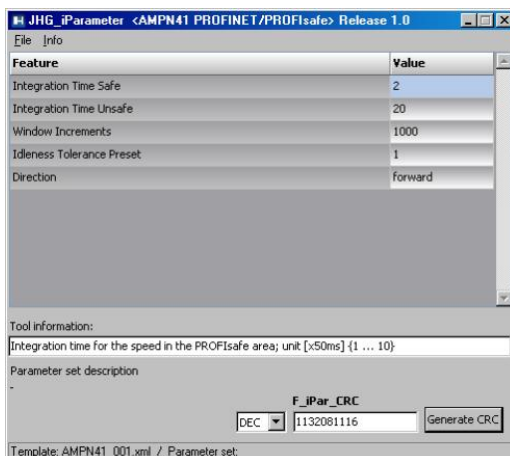 JHG_iParameter <AMPN41 PROFINET/PROFIsafe> Release 1.0
File Info
Feature Value
Integration Time Safe 2
Integration Time Unsafe 20
Window Increments 1000
Idleness Tolerance Preset 1
Direction forward
Tool information:
Integration time for the speed in the PROFIsafe area; unit [x50ms] {1 ... 10}
Parameter set description
-
F_iPar_CRC
DEC 1132081116 Generate CRC
Template: AMPN41_001.xml / Parameter set: